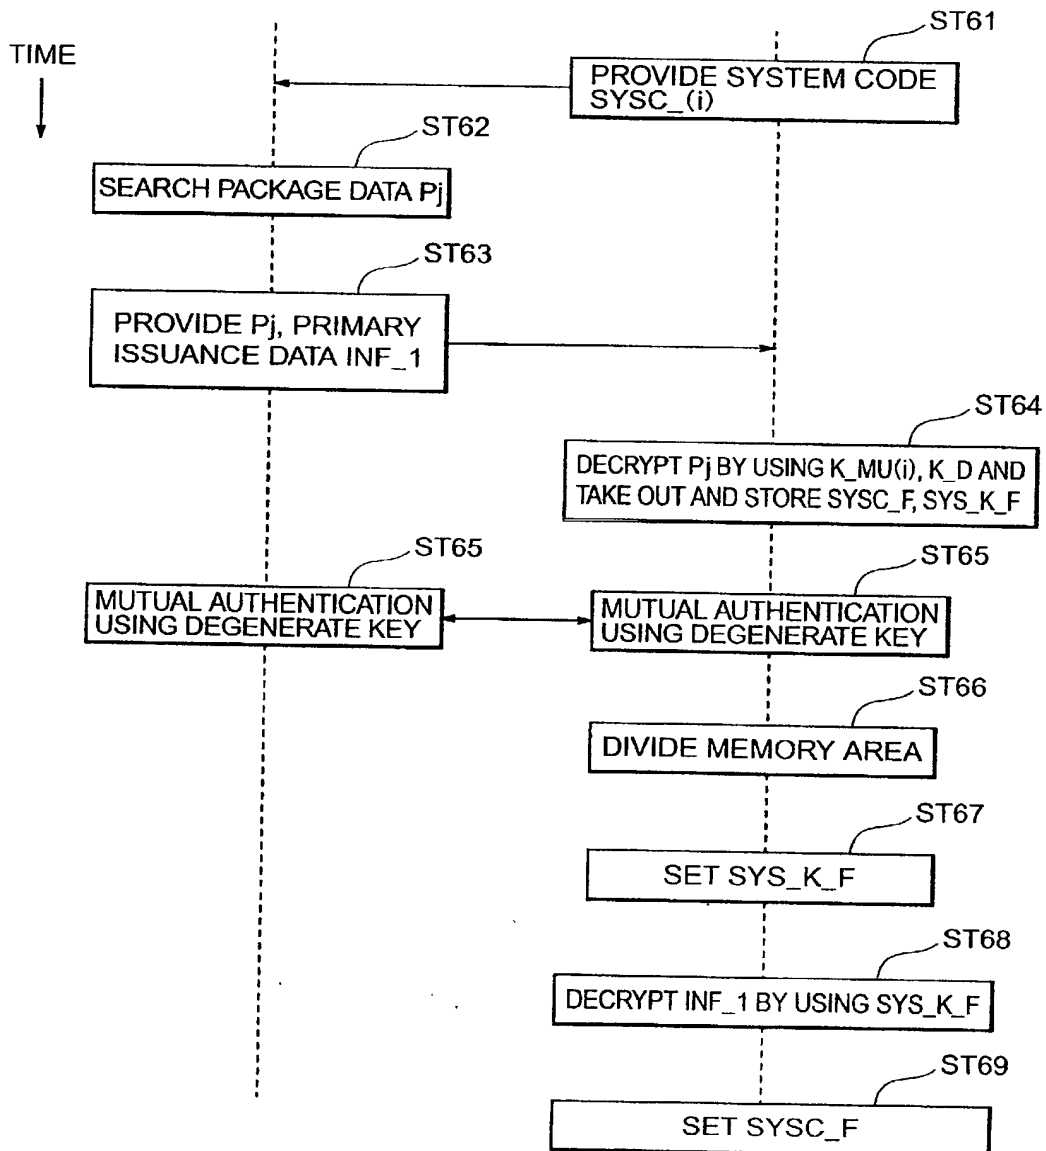 ST61
TIME
PROVIDE SYSTEM CODE
SYSC_(i)
ST62
SEARCH PACKAGE DATA Pj
ST63
PROVIDE Pj, PRIMARY
ISSUANCE DATA INF_1
ST64
DECRYPT Pj BY USING K_MU(i), K_D AND
TAKE OUT AND STORE SYSC_F, SYS_K_F
ST65
MUTUAL AUTHENTICATION
USING DEGENERATE KEY
ST65
MUTUAL AUTHENTICATION
USING DEGENERATE KEY
ST66
DIVIDE MEMORY AREA
ST67
SET SYS_K_F
ST68
DECRYPT INF_1 BY USING SYS_K_F
ST69
SET SYSC_F